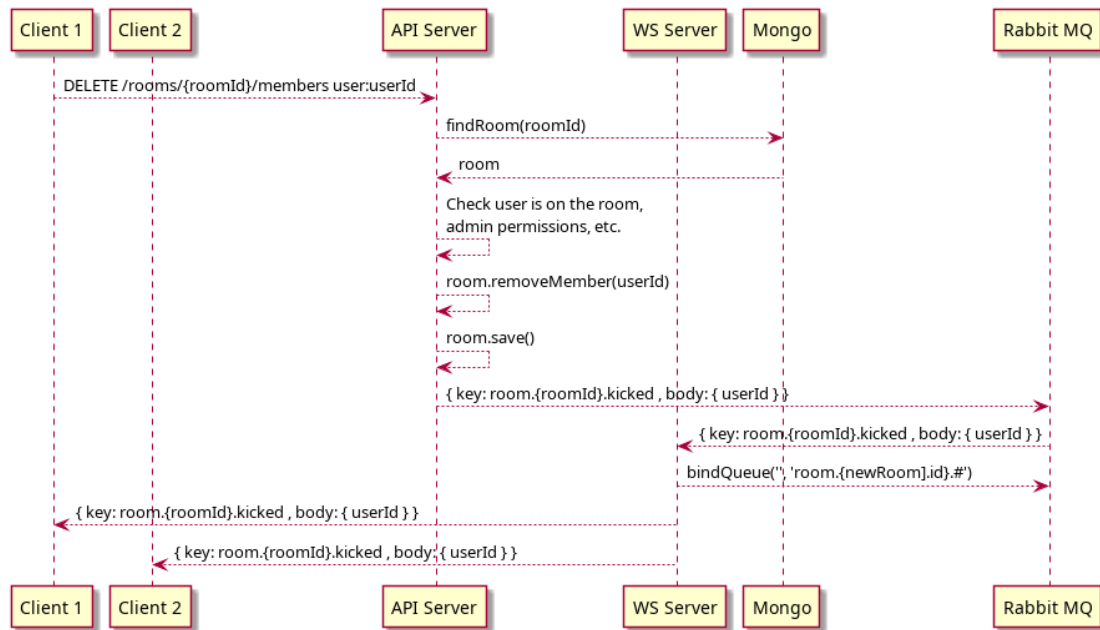 Client 1
Client 2
API Server
WS Server
Mongo
Rabbit MQ
DELETE /rooms/{roomId}/members user:userId
findRoom(roomId)
room
Check user is on the room,
admin permissions, etc.
room.removeMember(userId)
room.save()
{ key: room.{roomId}.kicked , body: { userId } }
{ key: room.{roomId}.kicked , body: { userId } }
bindQueue('', 'room.{newRoom].id}.#')
{ key: room.{roomId}.kicked , body: { userId } }
{ key: room.{roomId}.kicked , body: { userId } }
Client 1
Client 2
API Server
WS Server
Mongo
Rabbit MQ